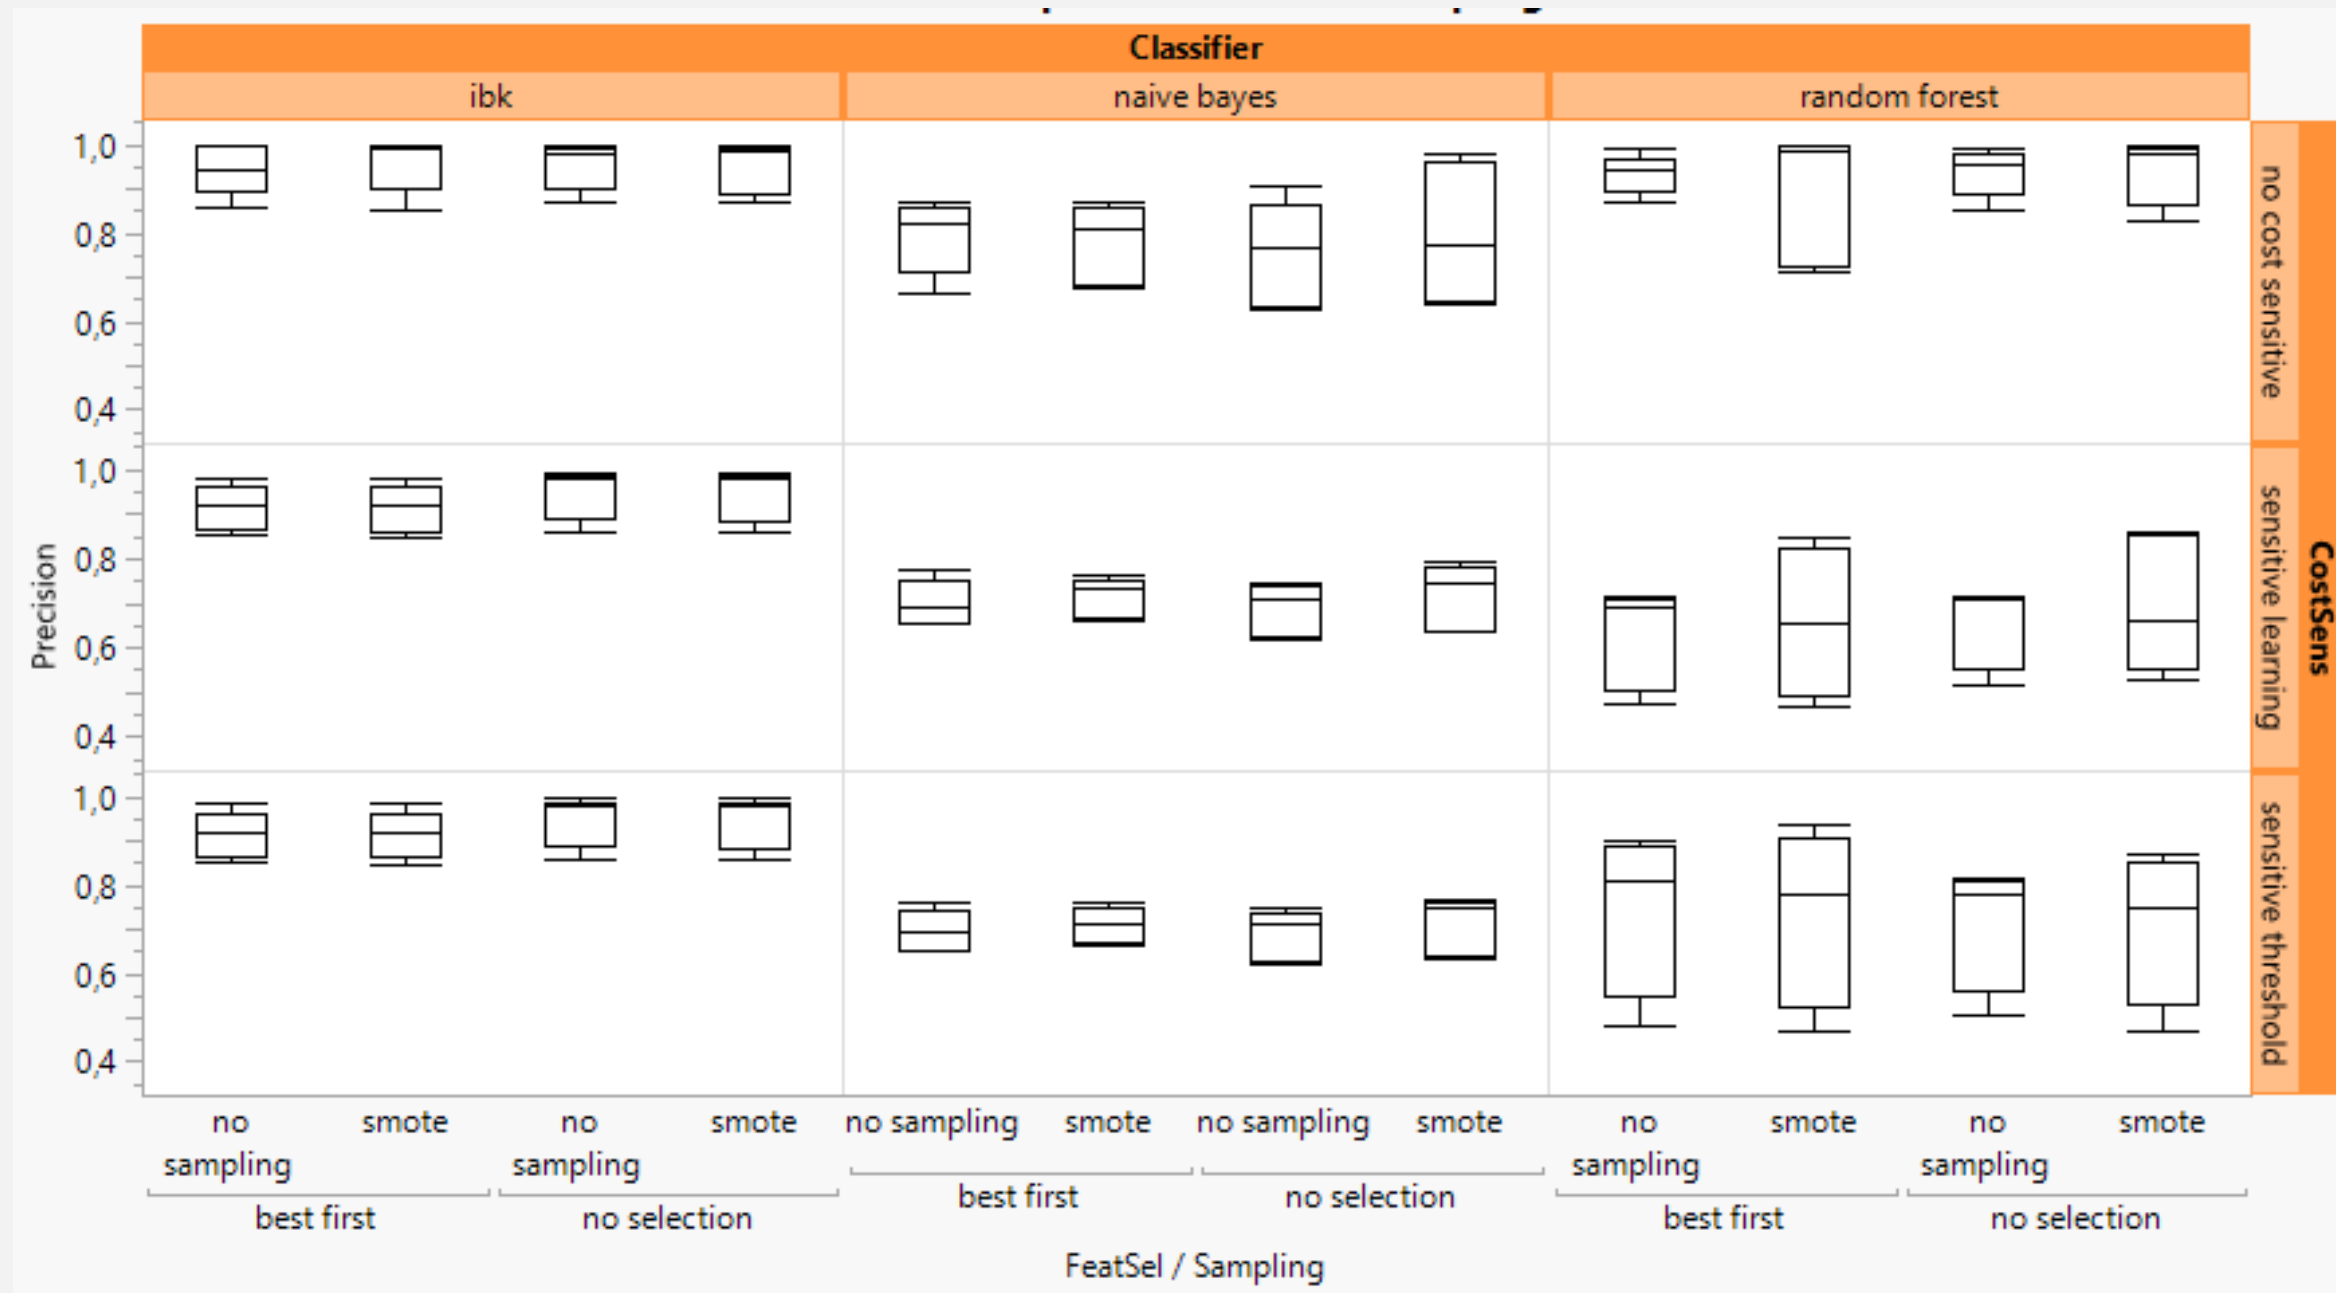 Classifier
ibk naive bayes random forest
1,0
0,8
0,6
0,4
no cost sensitive
1,0
0,8
0,6
0,4
sensitive learning
1,0
0,8
0,6
0,4
sensitive threshold
Precision
CostSens
no sampling smote no sampling smote no sampling smote no sampling smote no sampling smote no sampling smote
best first no selection best first no selection best first no selection
FeatSel / Sampling